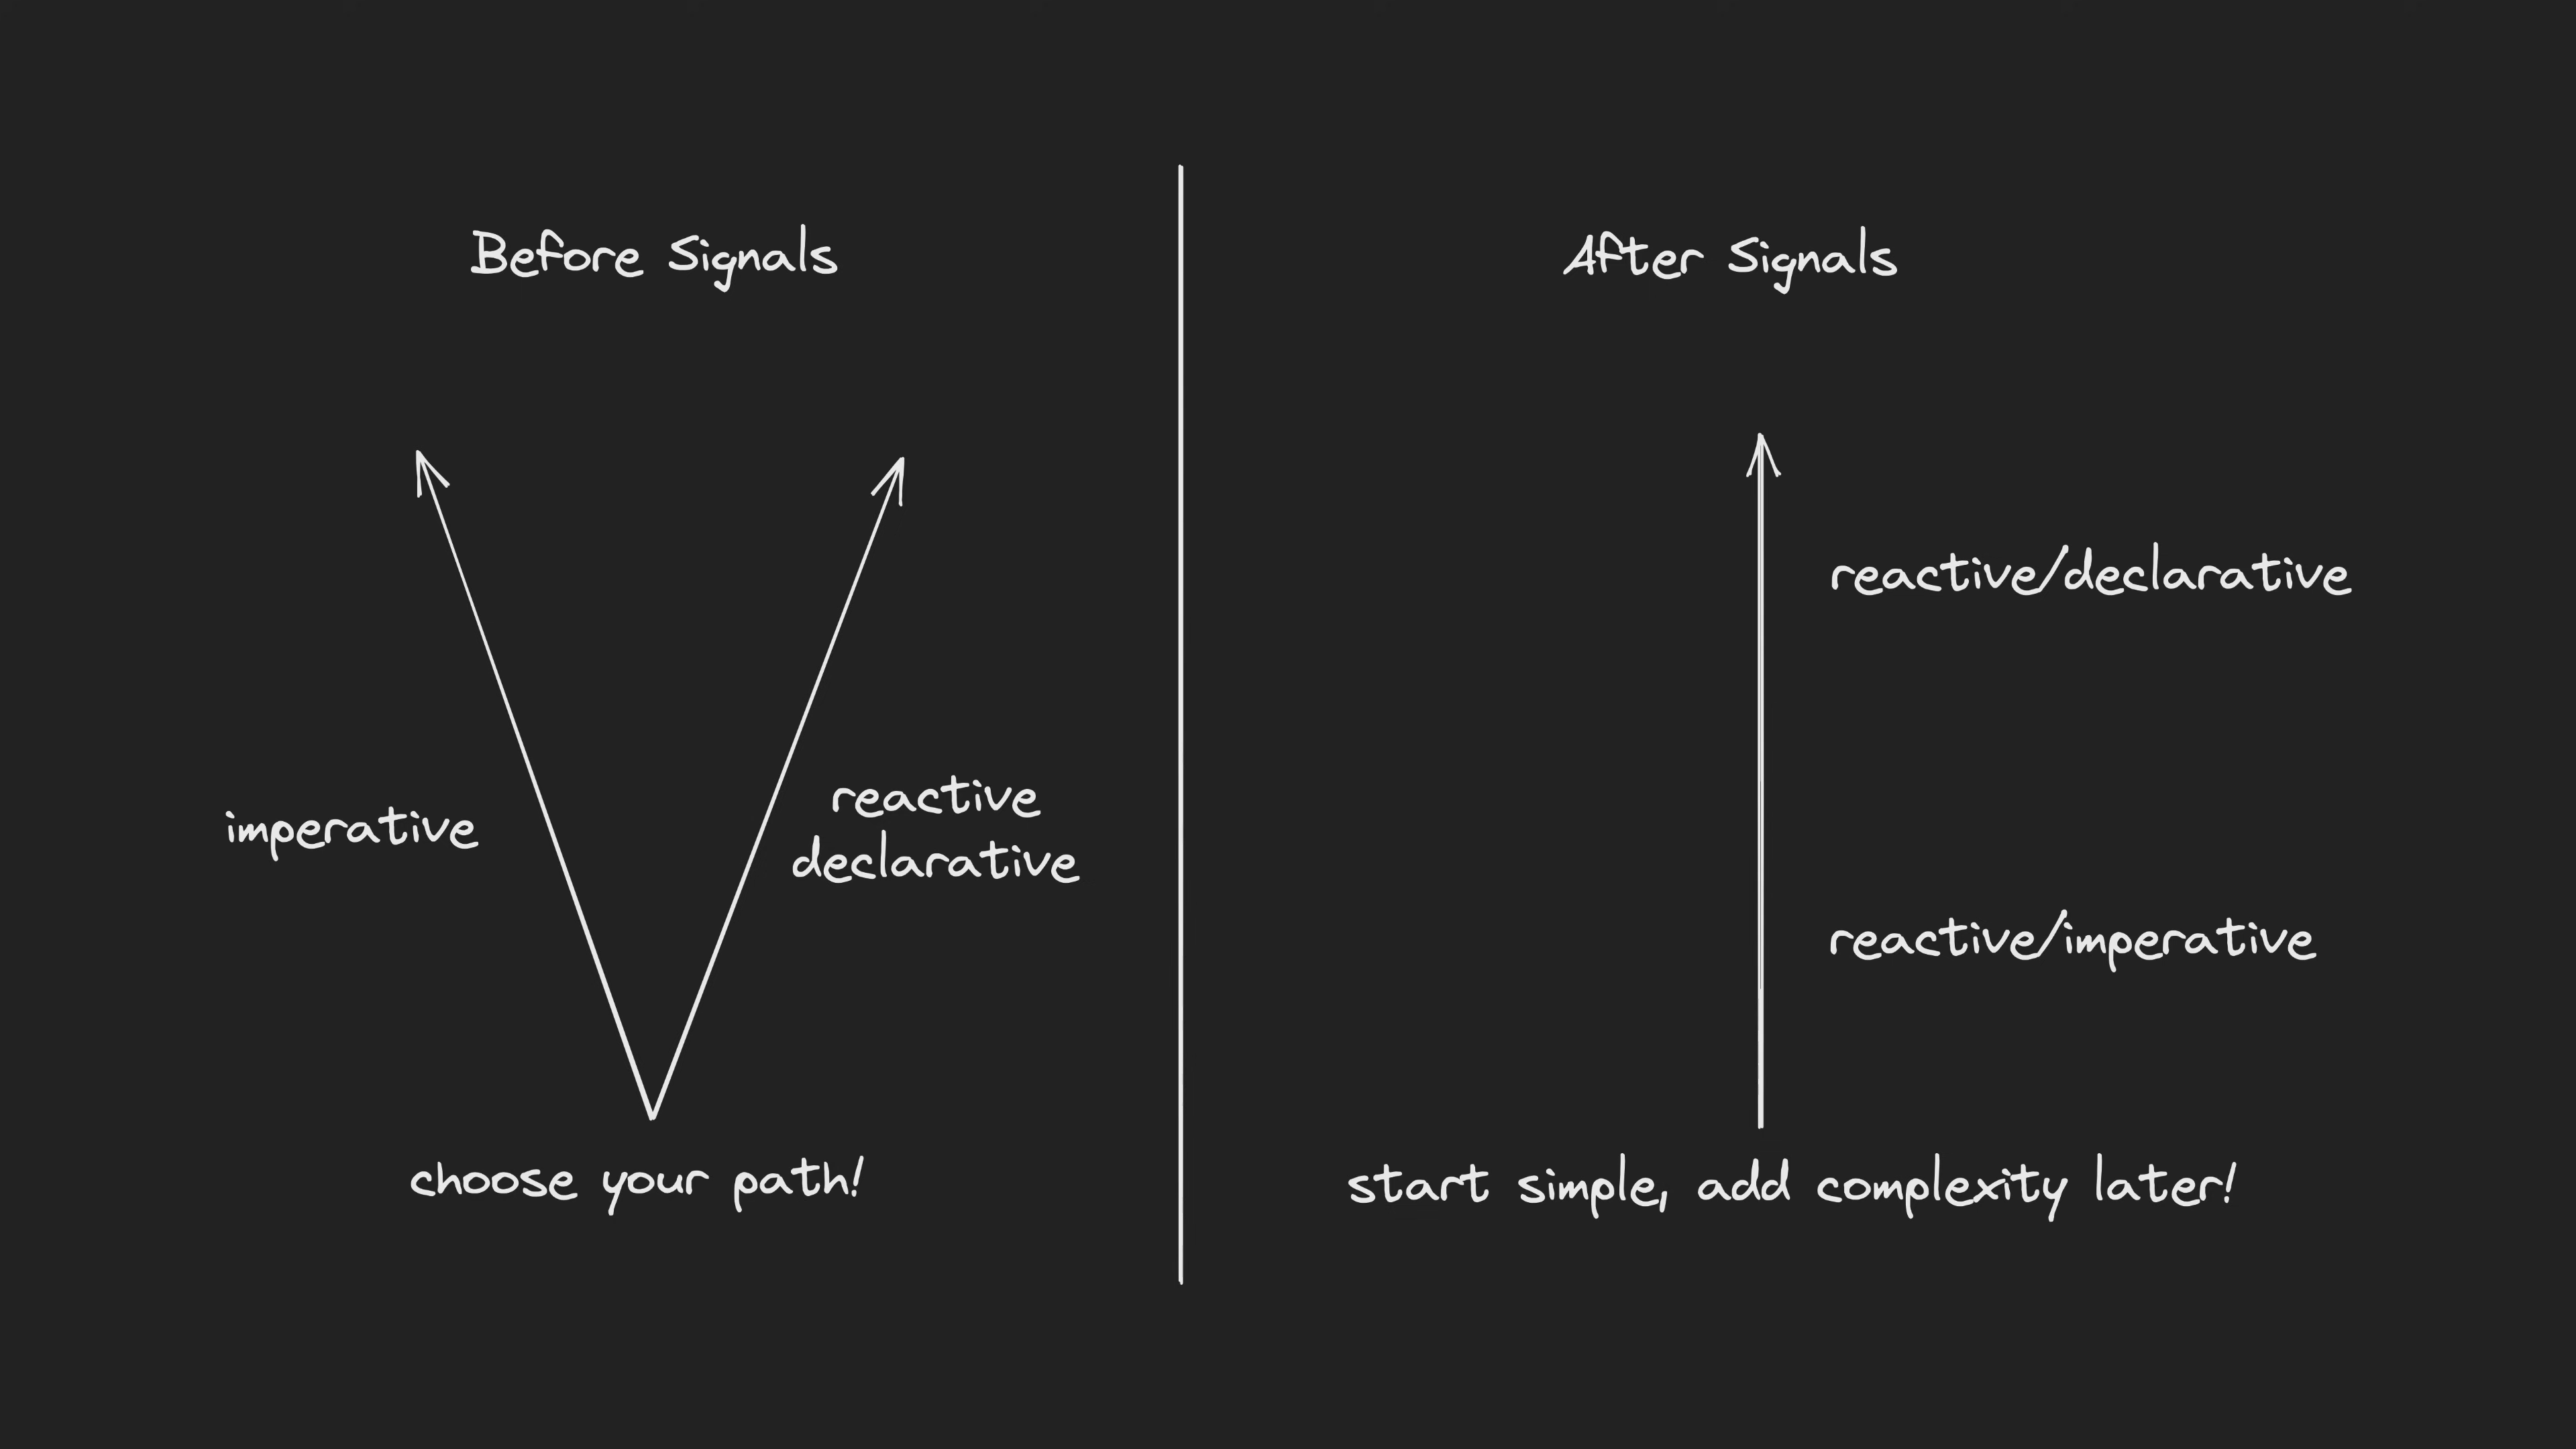 Before Signals
imperative
reactive
declarative
choose your path!
After Signals
reactive/declarative
reactive/imperative
start simple, add complexity later!